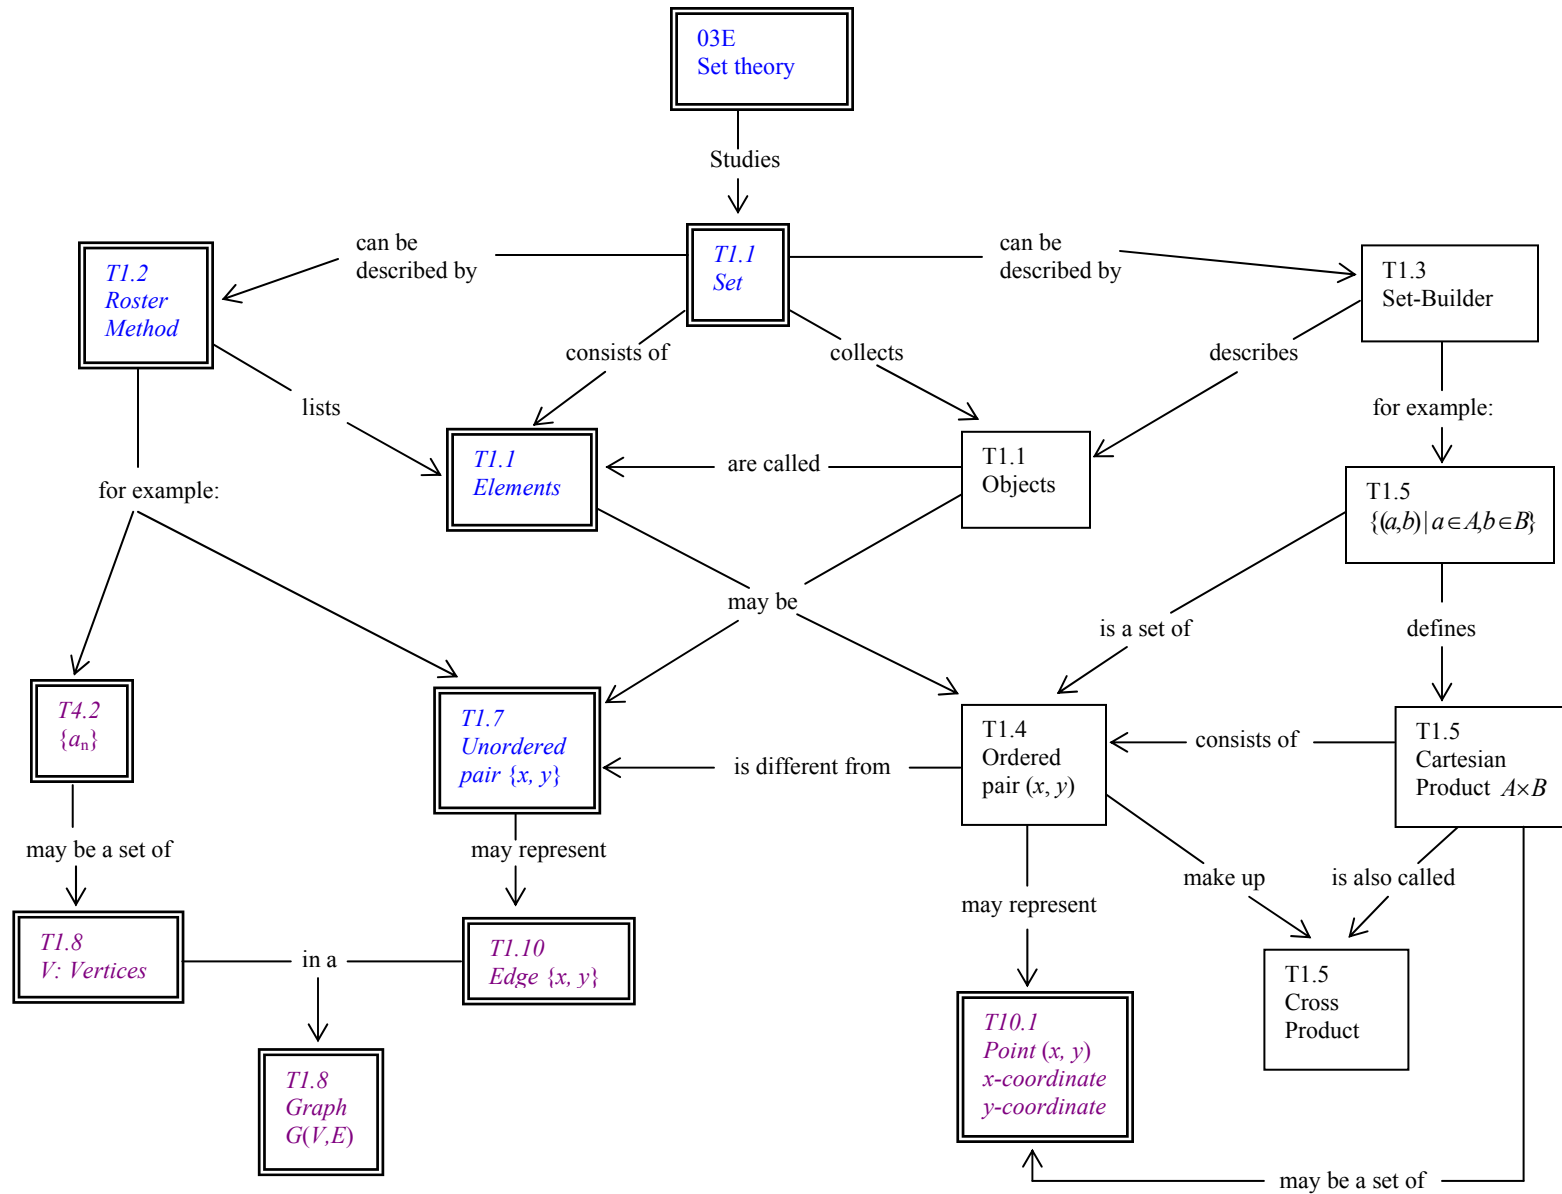 03E
Set theory
Studies
can be
described by
T1.1
Set
can be
described by
T1.2
Roster
Method
T1.3
Set-Builder
consists of
collects
describes
lists
for example:
T1.1
Elements
are called
T1.1
Objects
for example:
T1.5
{(a,b)| a∈A,b∈B}
may be
is a set of
defines
T4.2
{aₙ}
T1.7
Unordered
pair {x, y}
is different from
T1.4
Ordered
pair (x, y)
consists of
T1.5
Cartesian
Product A×B
may be a set of
may represent
may represent
make up
is also called
T1.8
V: Vertices
in a
T1.10
Edge {x, y}
T1.5
Cross
Product
T10.1
Point (x, y)
x-coordinate
y-coordinate
T1.8
Graph
G(V,E)
may be a set of